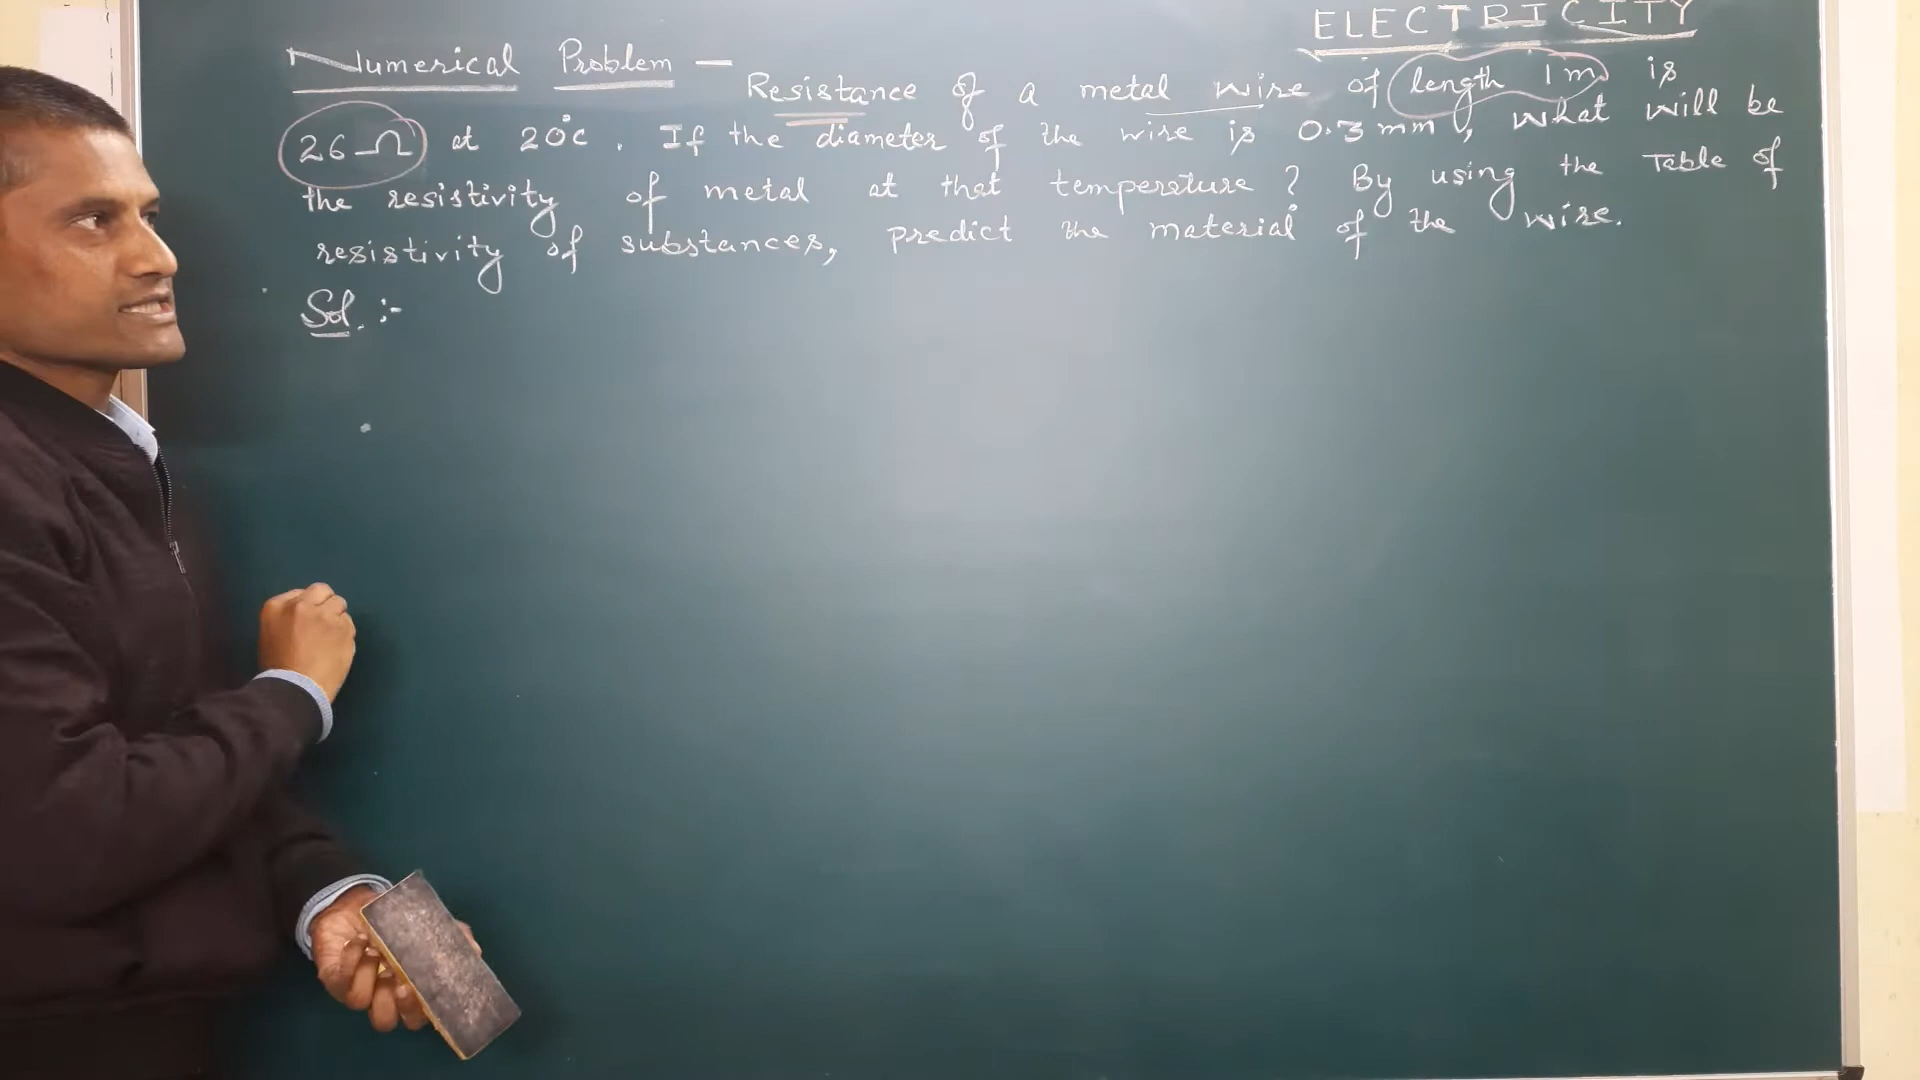 ELECTRICITY
Numerical Problem — Resistance of a metal wire of length 1 m is
26 Ω at 20°C . If the diameter of the wire is 0.3 mm , what will be
the resistivity of metal at that temperature ? By using the Table of
resistivity of substances, predict the material of the wire.
Sol. :-